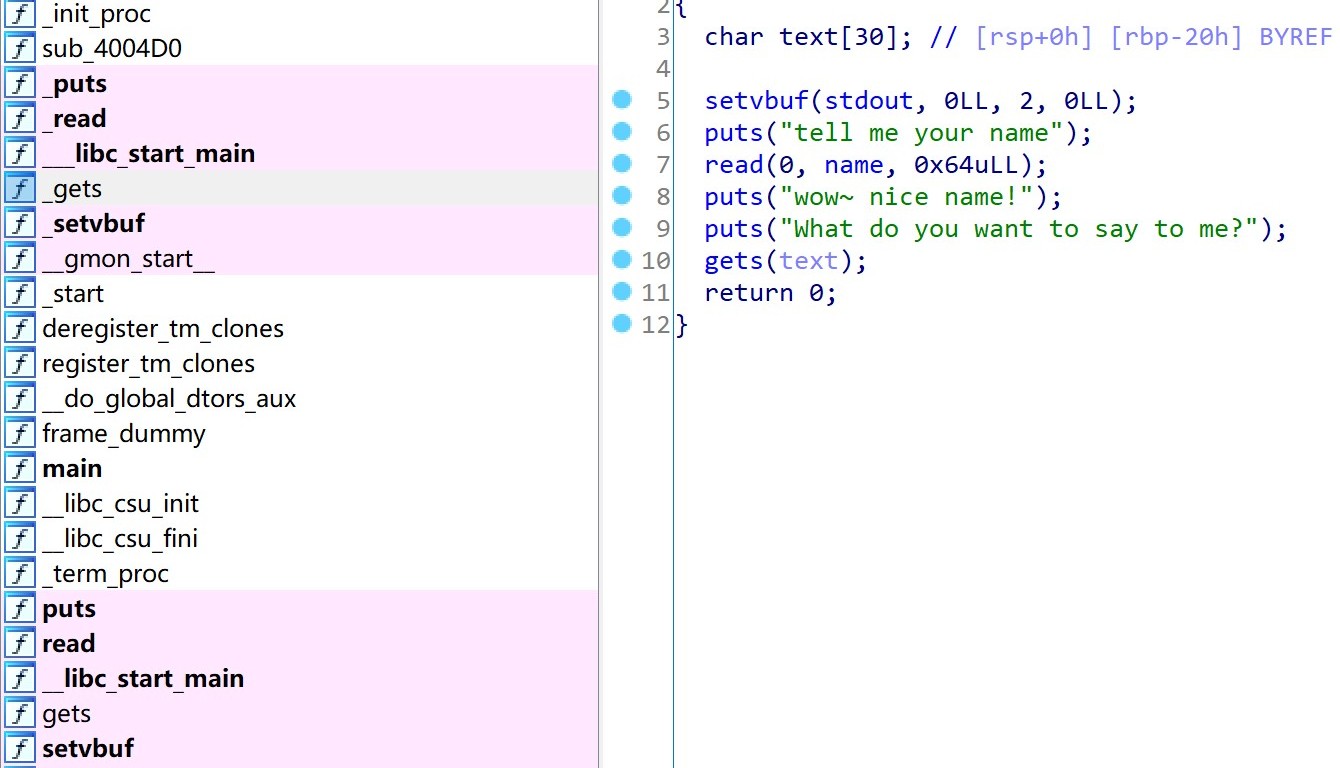 _init_proc
sub_4004D0
_puts
_read
___libc_start_main
_gets
_setvbuf
__gmon_start__
_start
deregister_tm_clones
register_tm_clones
__do_global_dtors_aux
frame_dummy
main
__libc_csu_init
__libc_csu_fini
_term_proc
puts
read
__libc_start_main
gets
setvbuf
2 {
3 char text[30]; // [rsp+0h] [rbp-20h] BYREF
4
5 setvbuf(stdout, 0LL, 2, 0LL);
6 puts("tell me your name");
7 read(0, name, 0x64uLL);
8 puts("wow~ nice name!");
9 puts("What do you want to say to me?");
10 gets(text);
11 return 0;
12 }